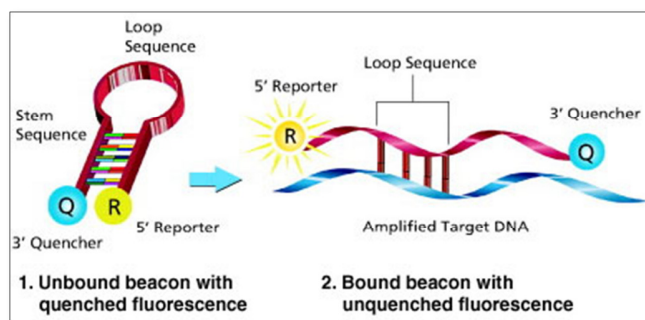 Loop
Sequence
Stem
Sequence
Q
R
3' Quencher
5' Reporter
1. Unbound beacon with
quenched fluorescence
Loop Sequence
5' Reporter
R
3' Quencher
Q
Amplified Target DNA
2. Bound beacon with
unquenched fluorescence